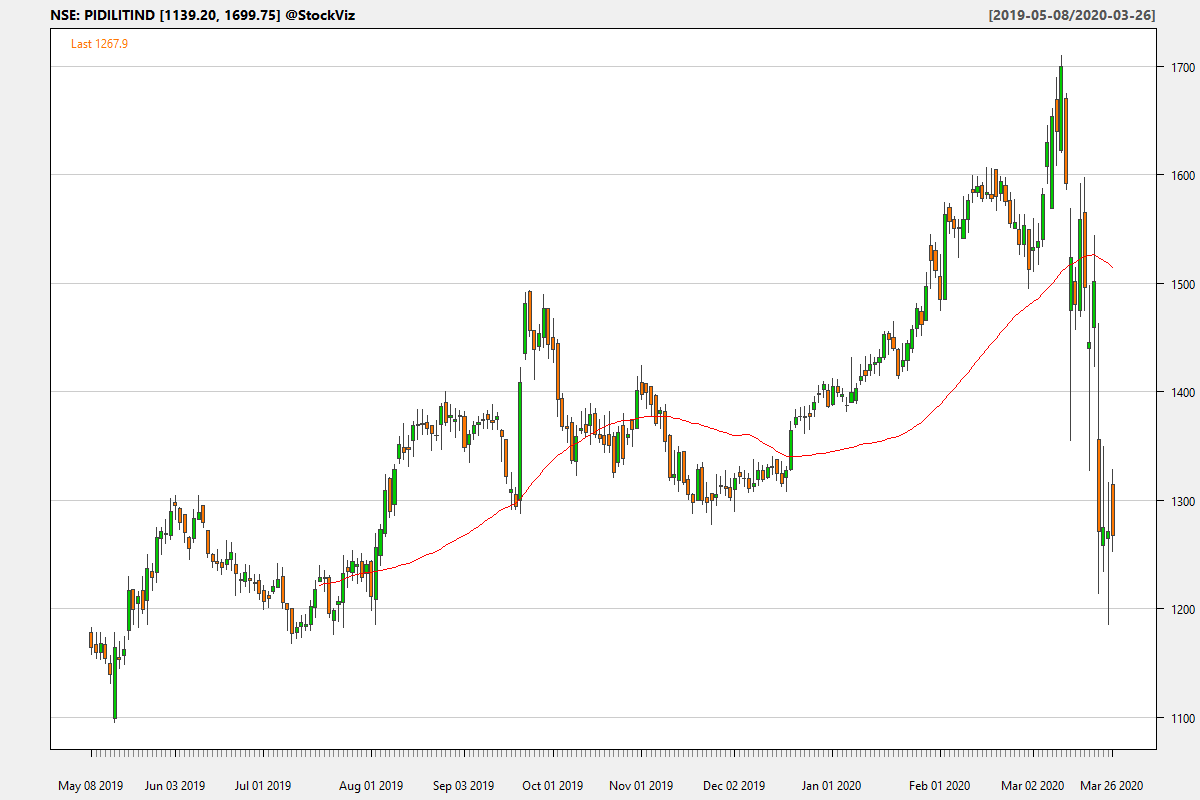 NSE: PIDILITIND [1139.20, 1699.75] @StockViz
[2019-05-08/2020-03-26]
Last 1267.9
1700
1600
1500
1400
1300
1200
1100
May 08 2019 Jun 03 2019 Jul 01 2019 Aug 01 2019 Sep 03 2019 Oct 01 2019 Nov 01 2019 Dec 02 2019 Jan 01 2020 Feb 01 2020 Mar 02 2020 Mar 26 2020